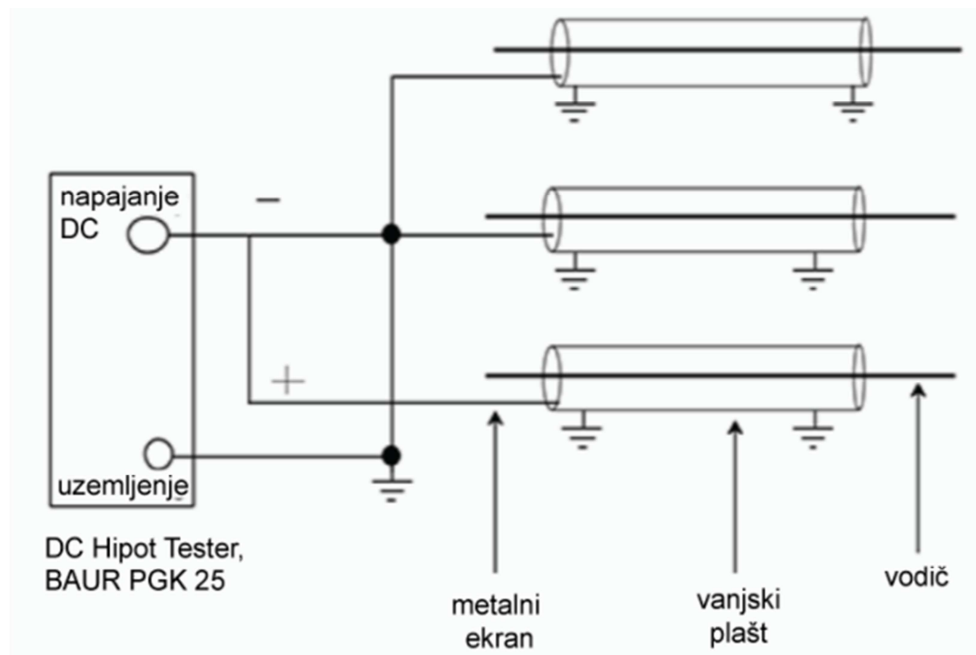 napajanje
DC
−
+
uzemljenje
DC Hipot Tester,
BAUR PGK 25
metalni
ekran
vanjski
plašt
vodič